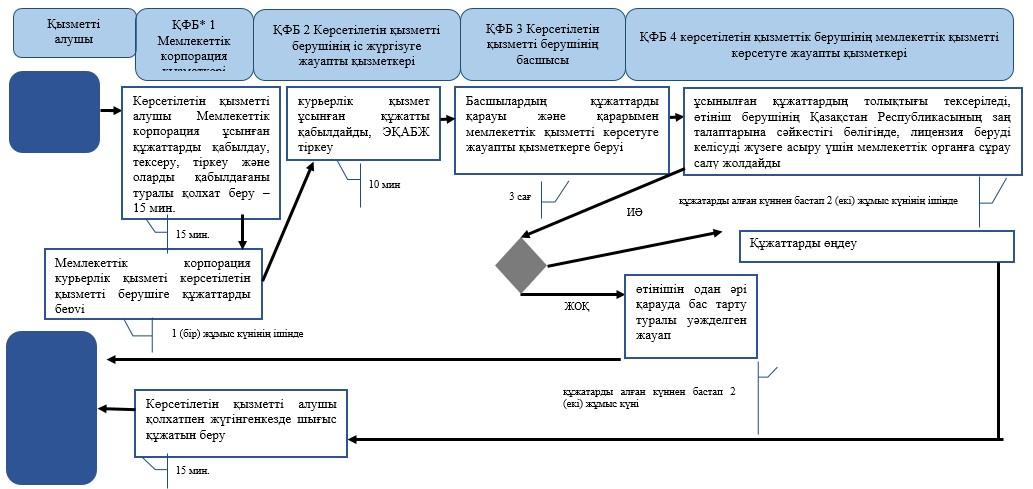 Қызметті
алушы
ҚФБ* 1
Мемлекеттік
корпорация
қызметкері
ҚФБ 2 Көрсетілетін қызметті
берушінің іс жүргізуге
жауапты қызметкері
ҚФБ 3 Көрсетілетін
қызметті берушінің
басшысы
ҚФБ 4 көрсетілетін қызметтік берушінің мемлекеттік қызметті
көрсетуге жауапты қызметкері
Көрсетілетін қызметті
алушы Мемлекеттік
корпорация ұсынған
құжаттарды қабылдау,
тексеру, тіркеу және
оларды қабылдағаны
туралы қолхат беру –
15 мин.
15 мин.
курьерлік қызмет
ұсынған құжатты
қабылдайды, ЭҚАБЖ
тіркеу
10 мин
Басшылардың құжаттарды
қарауы және қарарымен
мемлекеттік қызметті көрсетуге
жауапты қызметкерге беруі
3 сағ
ұсынылған құжаттардың толықтығы тексеріледі,
өтініш берушінің Қазақстан Республикасының заң
талаптарына сәйкестігі бөлігінде, лицензия беруді
келісуді жүзеге асыру үшін мемлекеттік органға сұрау
салу жолдайды
құжатарды алған күннен бастап 2 (екі) жұмыс күнінің ішінде
ИӘ
Құжаттарды өңдеу
Мемлекеттік корпорация
курьерлік қызметі көрсетілетін
қызметті берушіге құжаттарды
беруі
1 (бір) жұмыс күнінің ішінде
ЖОҚ
өтінішін одан әрі
қарауда бас тарту
туралы уәжделген
жауап
құжатарды алған күннен бастап 2
(екі) жұмыс күні
Көрсетілетін қызметті алушы
қолхатпен жүгінгенкезде шығыс
құжатын беру
15 мин.